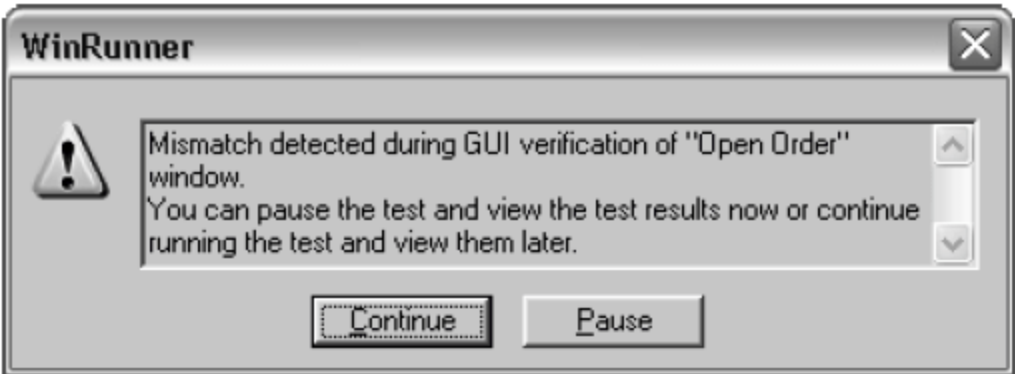 WinRunner
Mismatch detected during GUI verification of "Open Order"
window.
You can pause the test and view the test results now or continue
running the test and view them later.
Continue
Pause